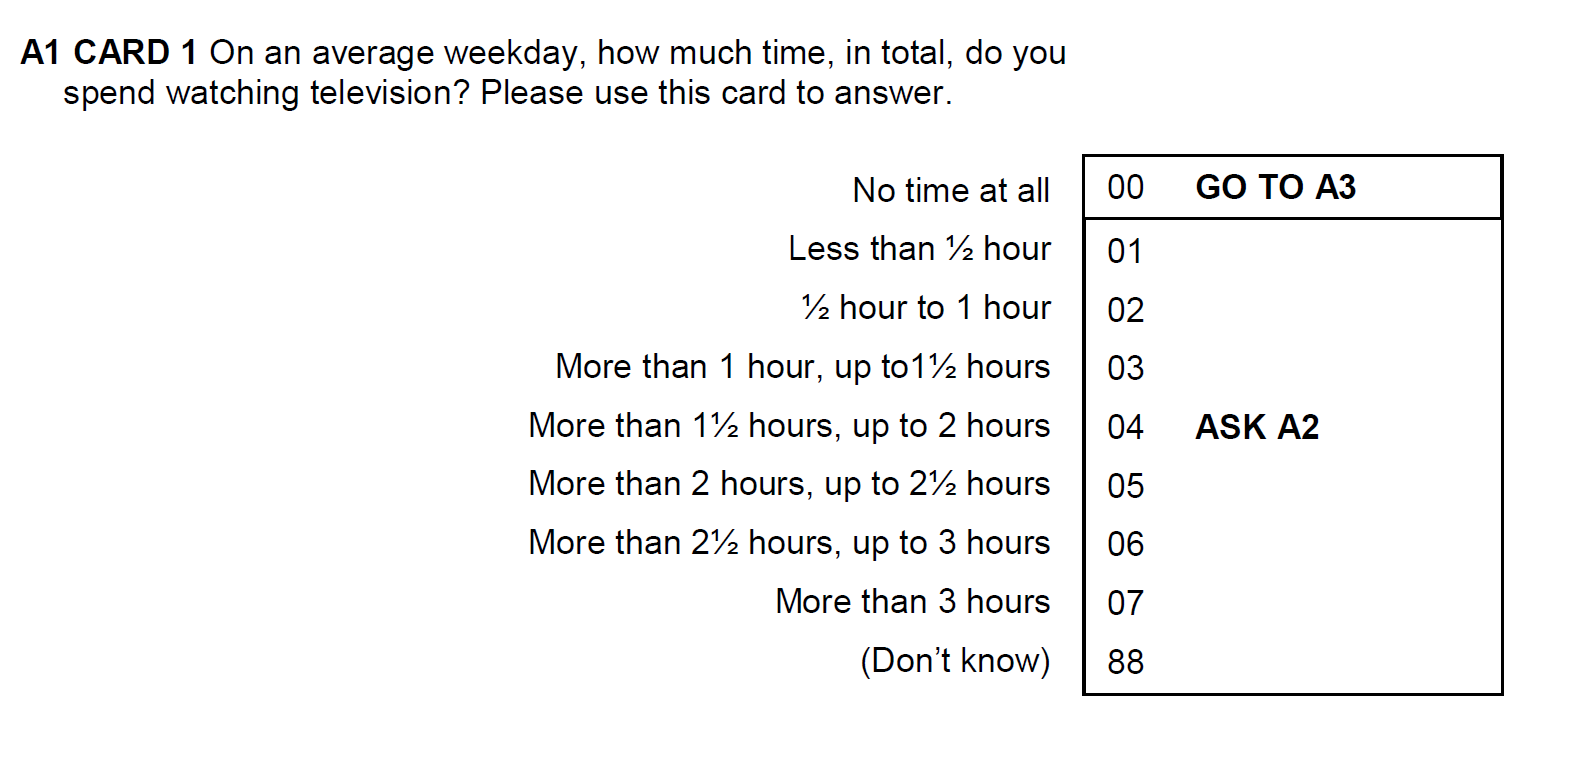 A1 CARD 1 On an average weekday, how much time, in total, do you
spend watching television? Please use this card to answer.
No time at all 00 GO TO A3
Less than ½ hour 01
½ hour to 1 hour 02
More than 1 hour, up to1½ hours 03
More than 1½ hours, up to 2 hours 04 ASK A2
More than 2 hours, up to 2½ hours 05
More than 2½ hours, up to 3 hours 06
More than 3 hours 07
(Don’t know) 88